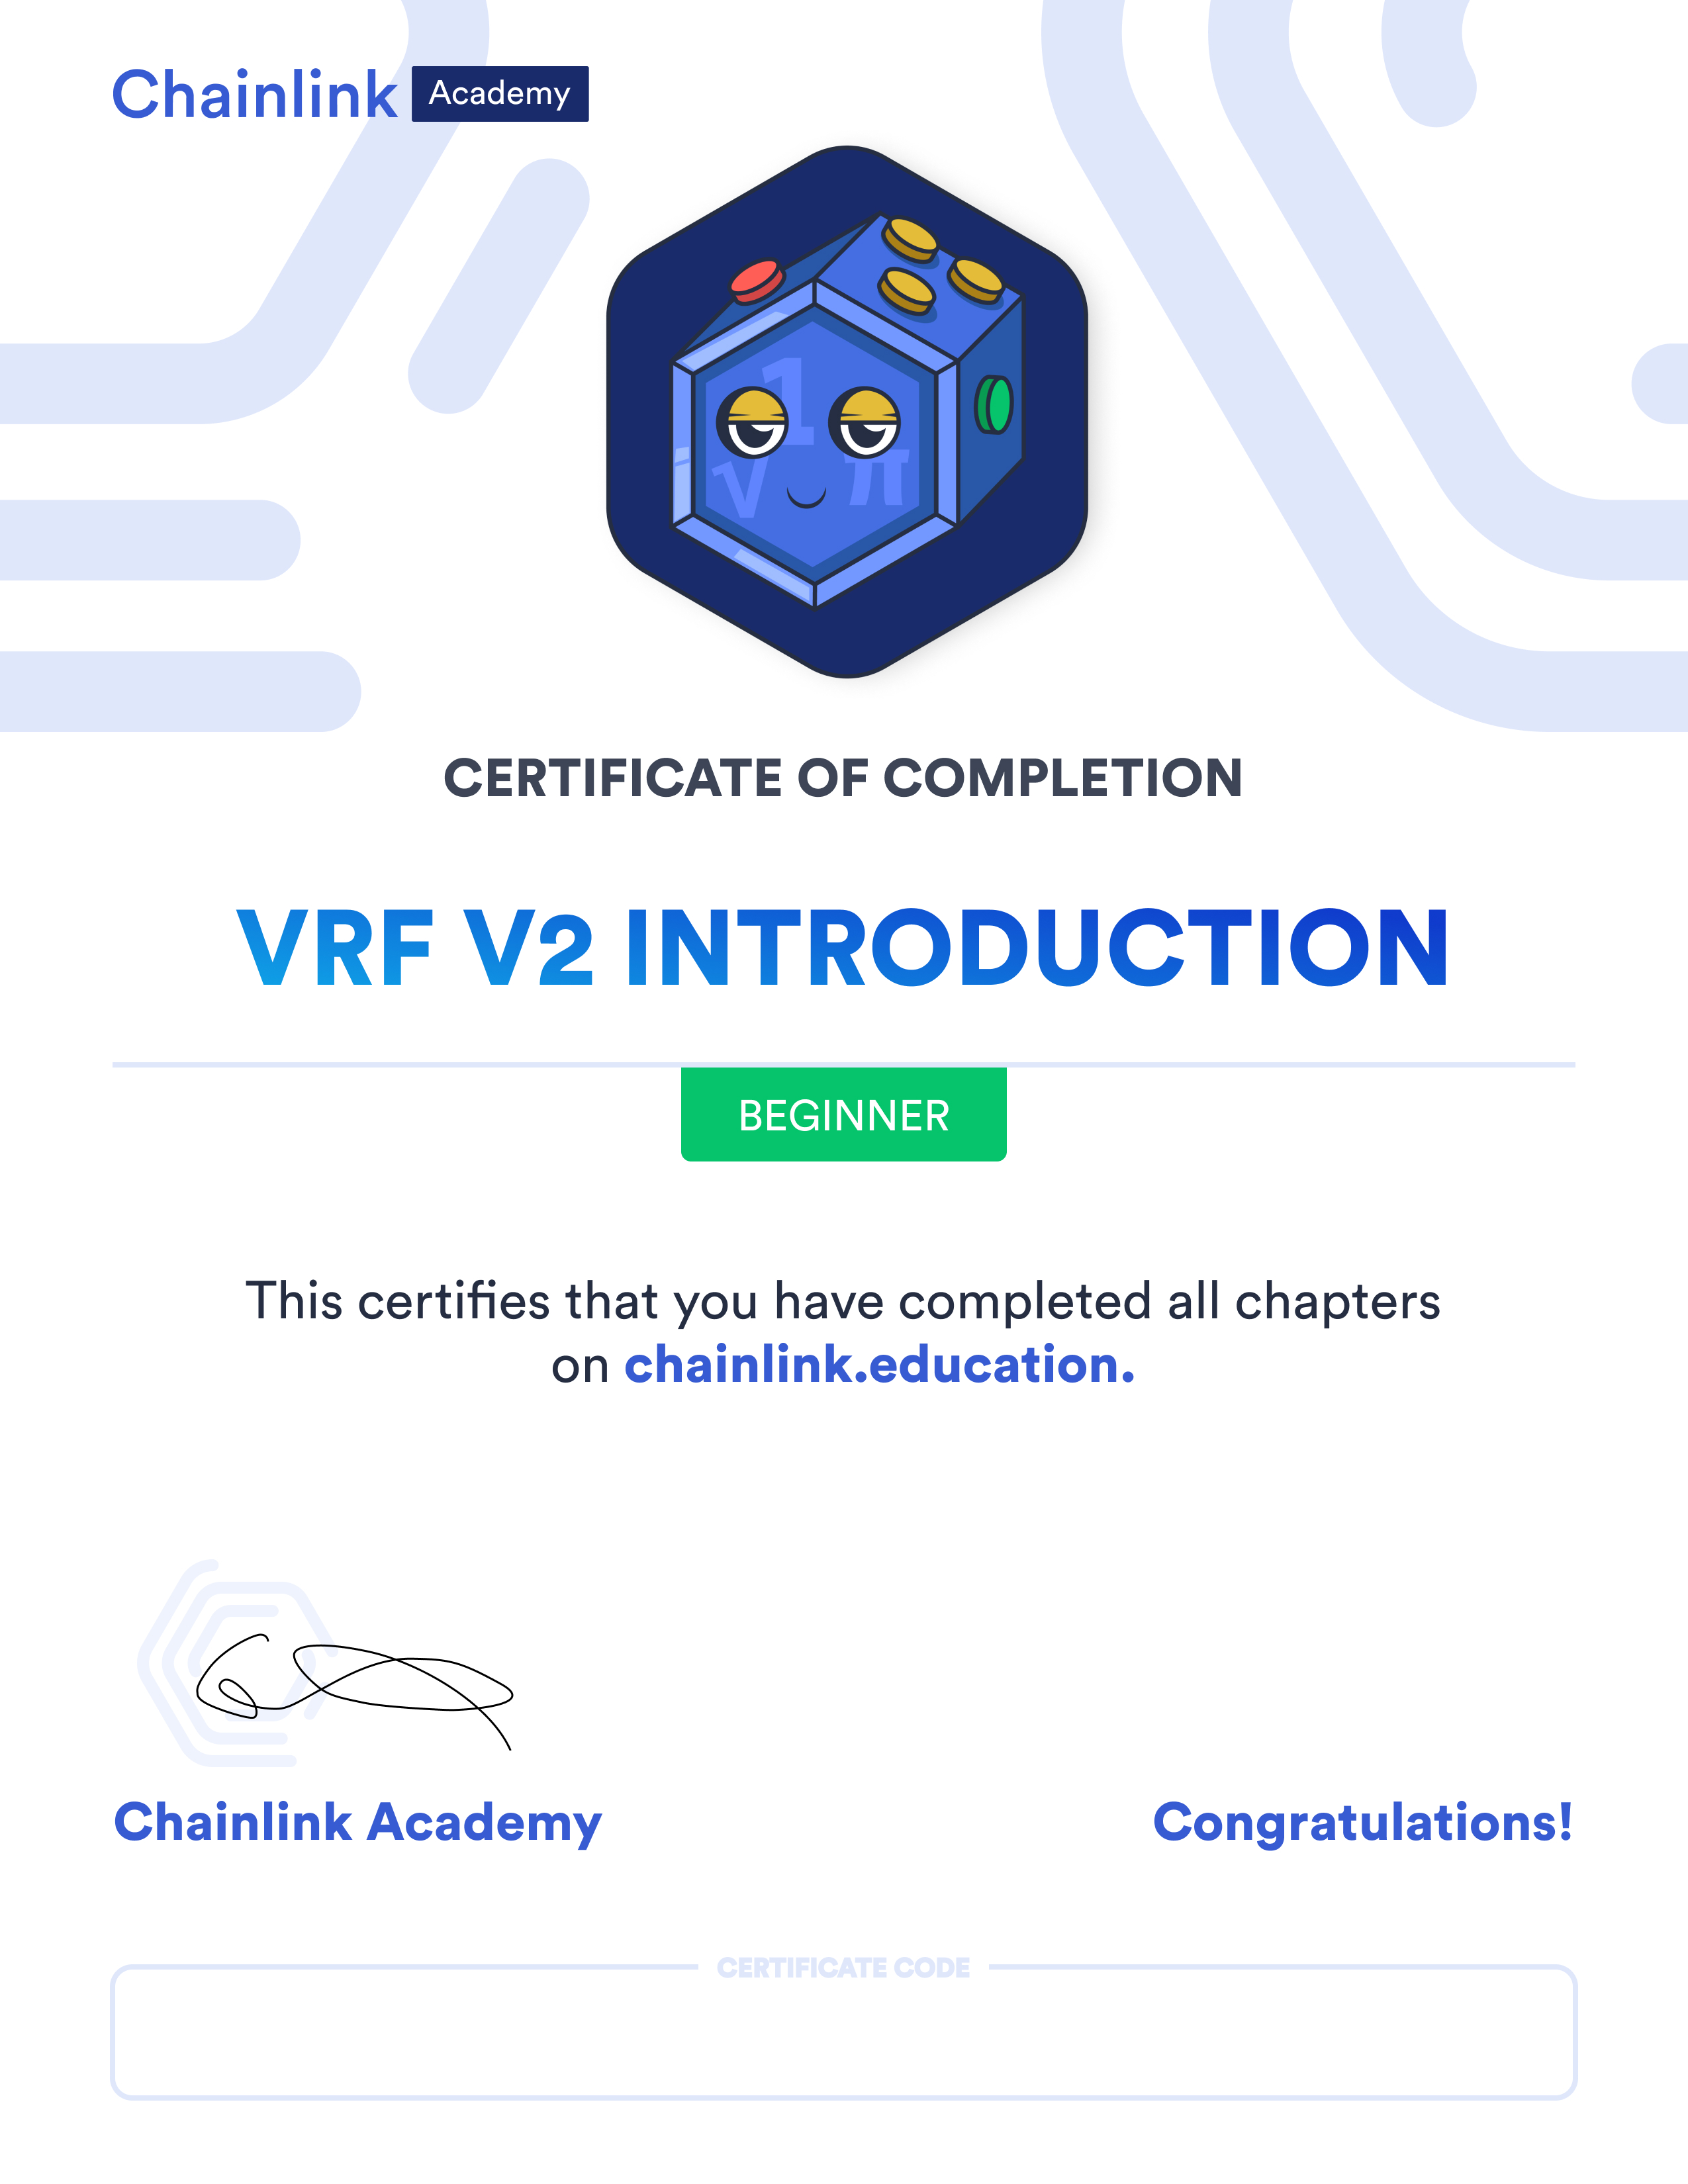 Chainlink Academy
1
√ π
CERTIFICATE OF COMPLETION
VRF V2 INTRODUCTION
BEGINNER
This certifies that you have completed all chapters
on chainlink.education.
Chainlink Academy
Congratulations!
CERTIFICATE CODE